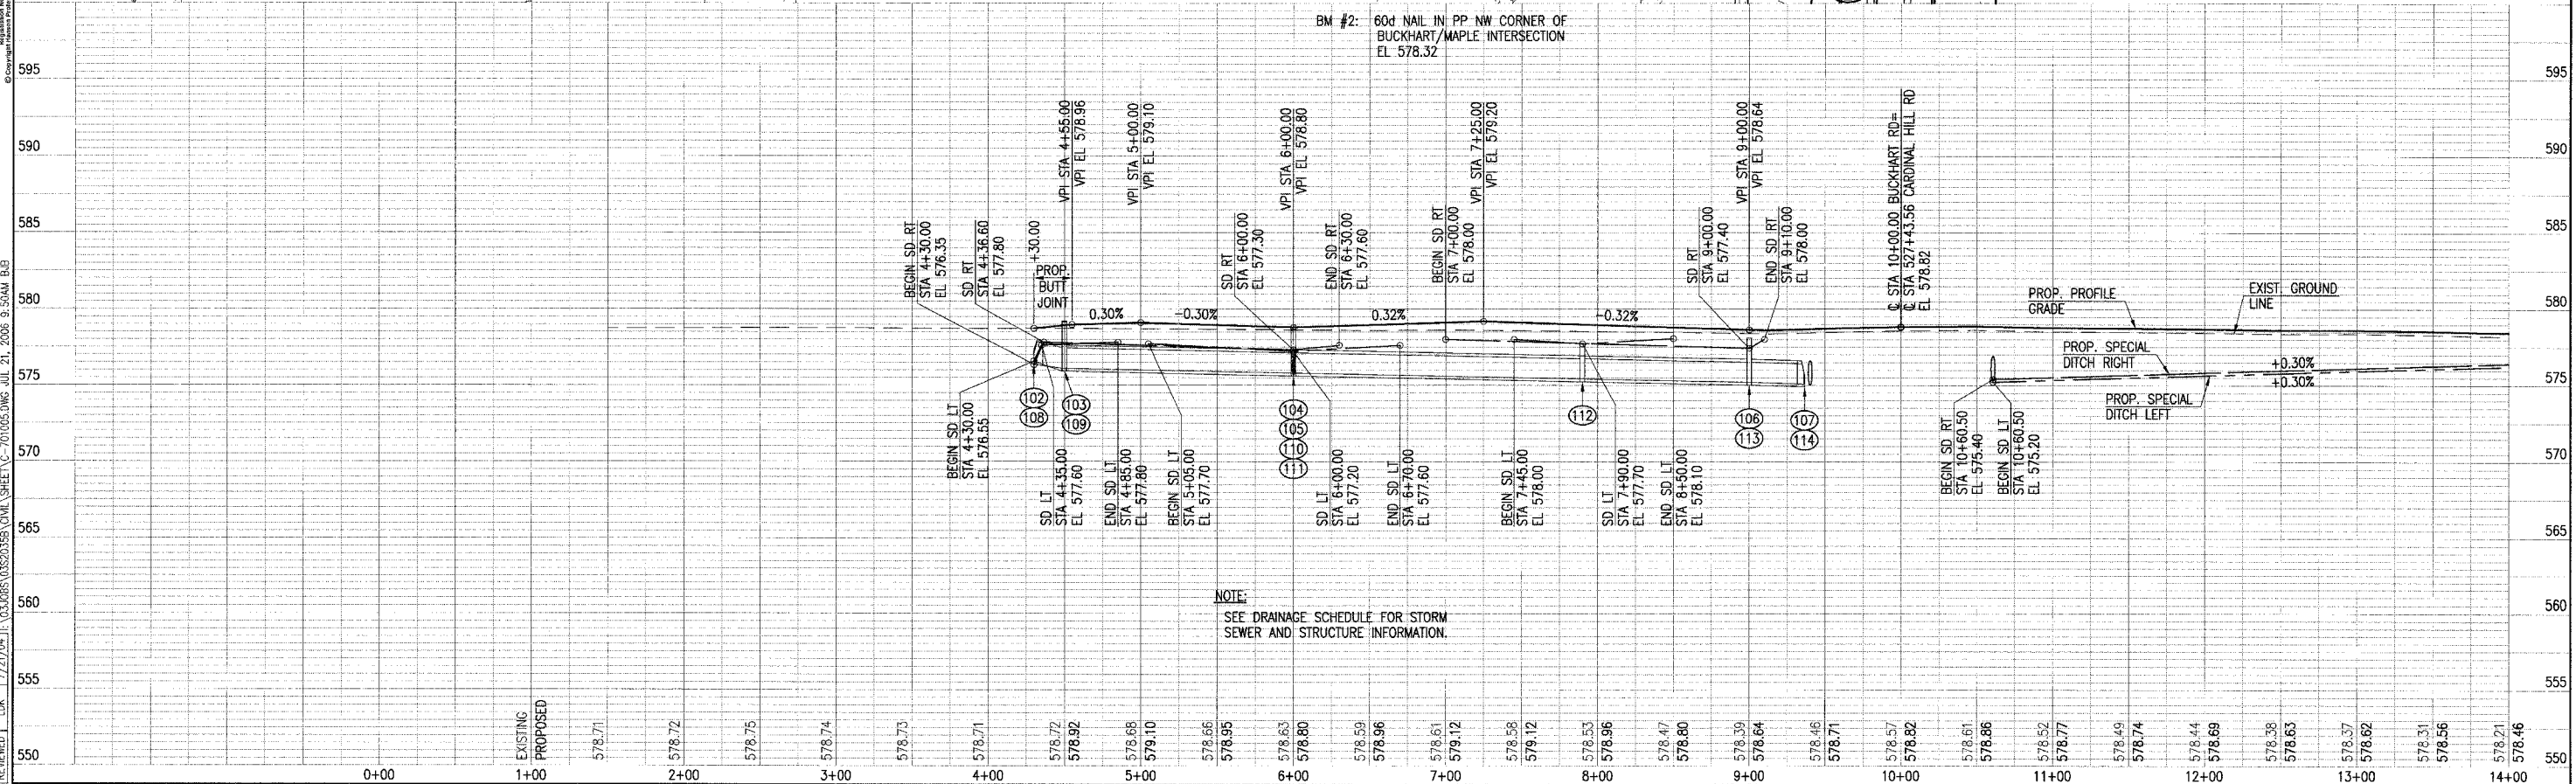 BM #2: 60d NAIL IN PP NW CORNER OF
BUCKHART/MAPLE INTERSECTION
EL 578.32
595
590
585
580
575
570
565
560
555
550
595
590
585
580
575
570
565
560
555
550
BEGIN SD RT
STA 4+30.00
EL 576.35
SD RT
STA 4+36.60
EL 577.80
+30.00
PROP.
BUTT
JOINT
VPI STA 4+55.00
VPI EL 578.96
VPI STA 5+00.00
VPI EL 579.10
SD RT
STA 6+00.00
EL 577.30
VPI STA 6+00.00
VPI EL 578.80
END SD RT
STA 6+30.00
EL 577.60
BEGIN SD RT
STA 7+00.00
EL 578.00
VPI STA 7+25.00
VPI EL 579.20
SD RT
STA 9+00.00
EL 577.40
VPI STA 9+00.00
VPI EL 578.64
END SD RT
STA 9+10.00
EL 578.00
℄ STA 10+00.00 BUCKHART RD=
℄ STA 527+43.56 CARDINAL HILL RD
EL 578.82
0.30%
-0.30%
0.32%
-0.32%
PROP. PROFILE
GRADE
EXIST. GROUND
LINE
PROP. SPECIAL
DITCH RIGHT
+0.30%
+0.30%
PROP. SPECIAL
DITCH LEFT
102
108
103
109
104
105
110
111
112
106
113
107
114
BEGIN SD LT
STA 4+30.00
EL 576.55
SD LT
STA 4+35.00
EL 577.60
END SD LT
STA 4+85.00
EL 577.80
BEGIN SD LT
STA 5+05.00
EL 577.70
SD LT
STA 6+00.00
EL 577.20
END SD LT
STA 6+70.00
EL 577.60
BEGIN SD LT
STA 7+45.00
EL 578.00
SD LT
STA 7+90.00
EL 577.70
END SD LT
STA 8+50.00
EL 578.10
BEGIN SD RT
STA 10+60.50
EL 575.40
BEGIN SD LT
STA 10+60.50
EL 575.20
NOTE:
SEE DRAINAGE SCHEDULE FOR STORM
SEWER AND STRUCTURE INFORMATION.
EXISTING
PROPOSED
578.71
578.72
578.75
578.74
578.73
578.71
578.72
578.92
578.68
579.10
578.66
578.95
578.63
578.80
578.59
578.96
578.61
579.12
578.58
579.12
578.53
578.96
578.47
578.80
578.39
578.64
578.46
578.71
578.57
578.82
578.61
578.86
578.52
578.77
578.49
578.74
578.44
578.69
578.38
578.63
578.37
578.62
578.31
578.56
578.21
578.46
0+00
1+00
2+00
3+00
4+00
5+00
6+00
7+00
8+00
9+00
10+00
11+00
12+00
13+00
14+00